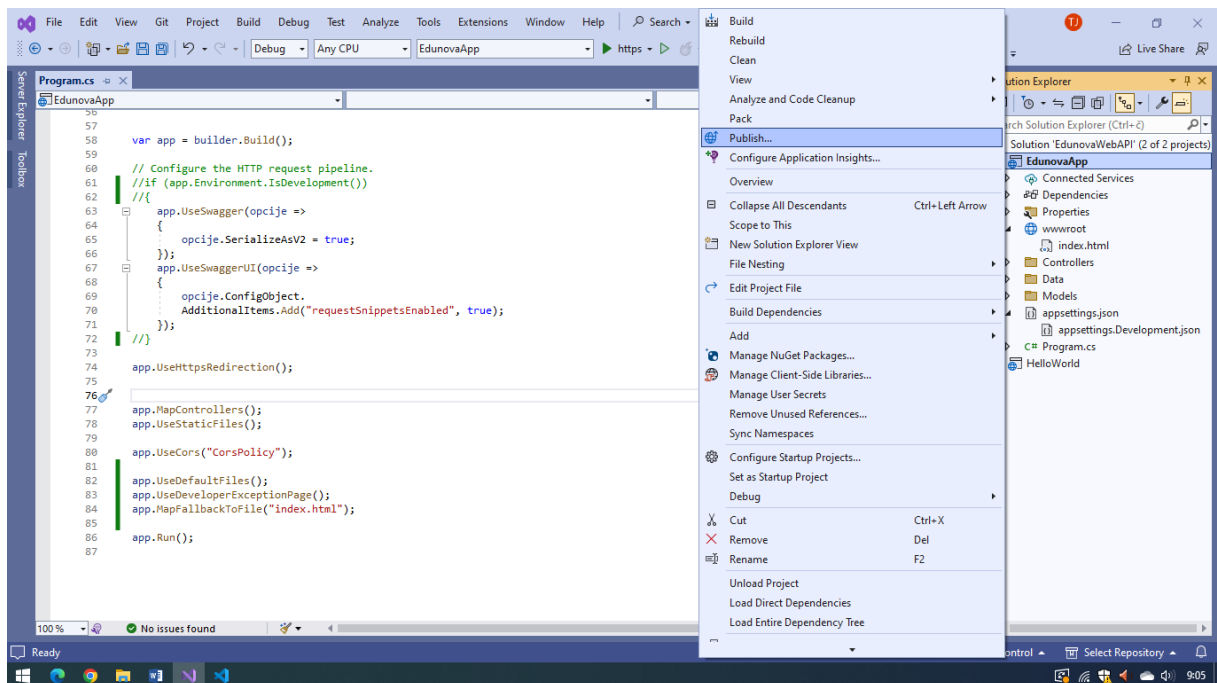 File Edit View Git Project Build Debug Test Analyze Tools Extensions Window Help Search
TJ
Debug Any CPU EdunovaApp https
Live Share
Server Explorer
Toolbox
Program.cs
EdunovaApp
56
57
58 var app = builder.Build();
59
60 // Configure the HTTP request pipeline.
61 //if (app.Environment.IsDevelopment())
62 //{
63 app.UseSwagger(opcije =>
64 {
65 opcije.SerializeAsV2 = true;
66 });
67 app.UseSwaggerUI(opcije =>
68 {
69 opcije.ConfigObject.
70 AdditionalItems.Add("requestSnippetsEnabled", true);
71 });
72 //}
73
74 app.UseHttpsRedirection();
75
76
77 app.MapControllers();
78 app.UseStaticFiles();
79
80 app.UseCors("CorsPolicy");
81
82 app.UseDefaultFiles();
83 app.UseDeveloperExceptionPage();
84 app.MapFallbackToFile("index.html");
85
86 app.Run();
87
100 % No issues found
Build
Rebuild
Clean
View
Analyze and Code Cleanup
Pack
Publish...
Configure Application Insights...
Overview
Collapse All Descendants Ctrl+Left Arrow
Scope to This
New Solution Explorer View
File Nesting
Edit Project File
Build Dependencies
Add
Manage NuGet Packages...
Manage Client-Side Libraries...
Manage User Secrets
Remove Unused References...
Sync Namespaces
Configure Startup Projects...
Set as Startup Project
Debug
Cut Ctrl+X
Remove Del
Rename F2
Unload Project
Load Direct Dependencies
Load Entire Dependency Tree
ution Explorer
rch Solution Explorer (Ctrl+č)
Solution 'EdunovaWebAPI' (2 of 2 projects)
EdunovaApp
Connected Services
Dependencies
Properties
wwwroot
index.html
Controllers
Data
Models
appsettings.json
appsettings.Development.json
C# Program.cs
HelloWorld
Ready
ontrol Select Repository
9:05